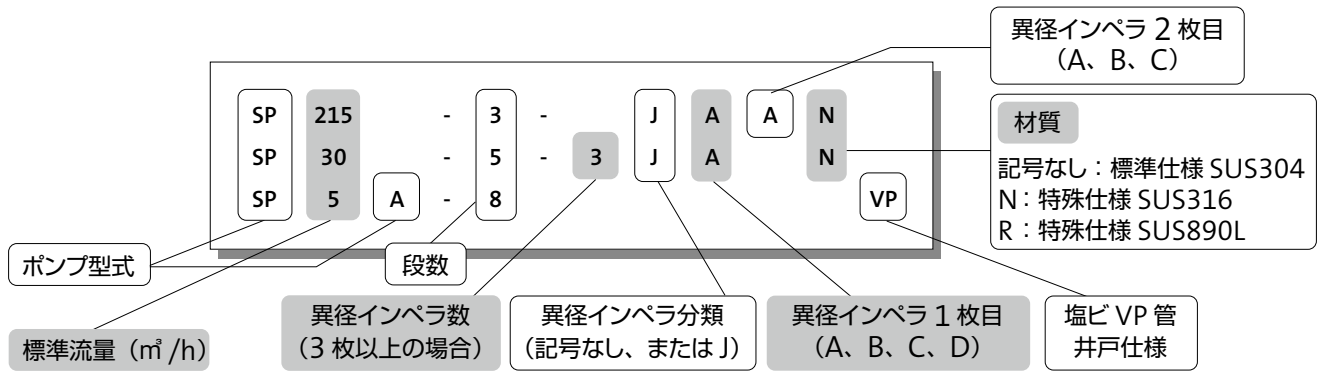 異径インペラ 2 枚目
（A、B、C）
SP 215 - 3 - J A A N
SP 30 - 5 - 3 J A N
SP 5 A - 8 VP
材質
記号なし：標準仕様 SUS304
N：特殊仕様 SUS316
R：特殊仕様 SUS890L
ポンプ型式
段数
標準流量（㎥/h）
異径インペラ数
（3 枚以上の場合）
異径インペラ分類
（記号なし、または J）
異径インペラ 1 枚目
（A、B、C、D）
塩ビ VP 管
井戸仕様